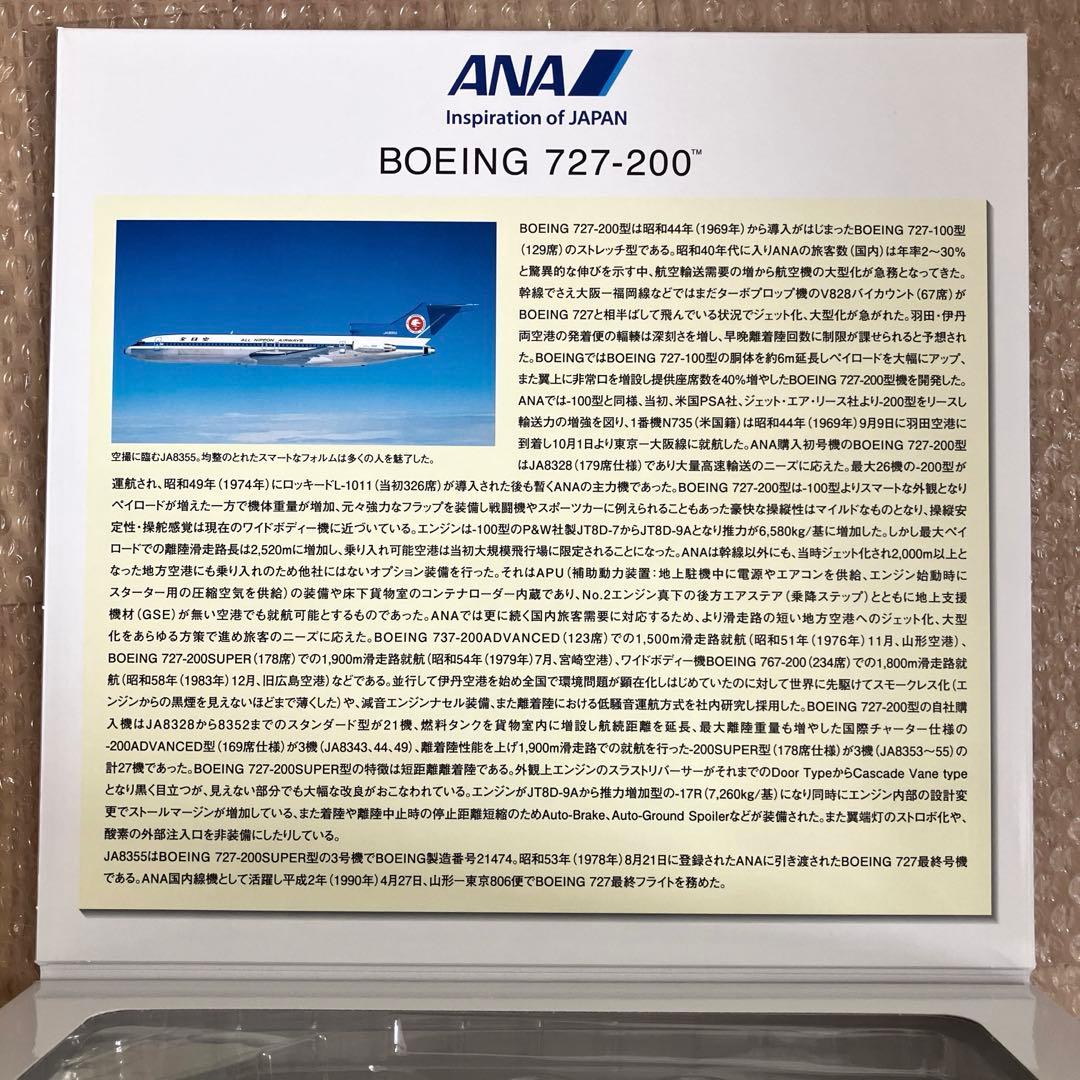 ANA
Inspiration of JAPAN
BOEING 727-200™
BOEING 727-200型は昭和44年（1969年）から導入がはじまったBOEING 727-100型
（129席）のストレッチ型である。昭和40年代に入りANAの旅客数（国内）は年率2〜30%
と驚異的な伸びを示す中、航空輸送需要の増から航空機の大型化が急務となってきた。
幹線でさえ大阪ー福岡線などではまだターボプロップ機のV828バイカウント（67席）が
BOEING 727と相半ばして飛んでいる状況でジェット化、大型化が急がれた。羽田・伊丹
両空港の発着便の輻輳は深刻さを増し、早晩離着陸回数に制限が課せられると予想され
た。BOEINGではBOEING 727-100型の胴体を約6m延長しペイロードを大幅にアップ、
また翼上に非常口を増設し提供座席数を40%増やしたBOEING 727-200型機を開発した。
ANAでは-100型と同様、当初、米国PSA社、ジェット・エア・リース社より-200型をリースし
輸送力の増強を図り、1番機N735（米国籍）は昭和44年（1969年）9月9日に羽田空港に
到着し10月1日より東京ー大阪線に就航した。ANA購入初号機のBOEING 727-200型
はJA8328（179席仕様）であり大量高速輸送のニーズに応えた。最大26機の-200型が
空撮に臨むJA8355。均整のとれたスマートなフォルムは多くの人を魅了した。
運航され、昭和49年（1974年）にロッキードL-1011（当初326席）が導入された後も暫くANAの主力機であった。BOEING 727-200型は-100型よりスマートな外観となり
ペイロードが増えた一方で機体重量が増加、元々強力なフラップを装備し戦闘機やスポーツカーに例えられることもあった豪快な操縦性はマイルドなものとなり、操縦安
定性・操舵感覚は現在のワイドボディー機に近づいている。エンジンは-100型のP&W社製JT8D-7からJT8D-9Aとなり推力が6,580kg/基に増加した。しかし最大ペイ
ロードでの離陸滑走路長は2,520mに増加し、乗り入れ可能空港は当初大規模飛行場に限定されることになった。ANAは幹線以外にも、当時ジェット化され2,000m以上と
なった地方空港にも乗り入れのため他社にはないオプション装備を行った。それはAPU（補助動力装置：地上駐機中に電源やエアコンを供給、エンジン始動時に
スターター用の圧縮空気を供給）の装備や床下貨物室のコンテナローダー内蔵であり、No.2エンジン真下の後方エアステア（乗降ステップ）とともに地上支援
機材（GSE）が無い空港でも就航可能とするものであった。ANAでは更に続く国内旅客需要に対応するため、より滑走路の短い地方空港へのジェット化、大型
化をあらゆる方策で進め旅客のニーズに応えた。BOEING 737-200ADVANCED（123席）での1,500m滑走路就航（昭和51年（1976年）11月、山形空港）、
BOEING 727-200SUPER（178席）での1,900m滑走路就航（昭和54年（1979年）7月、宮崎空港）、ワイドボディー機BOEING 767-200（234席）での1,800m滑走路就
航（昭和58年（1983年）12月、旧広島空港）などである。並行して伊丹空港を始め全国で環境問題が顕在化しはじめていたのに対して世界に先駆けてスモークレス化（エ
ンジンからの黒煙を見えないほどまで薄くした）や、減音エンジンナセル装備、また離着陸における低騒音運航方式を社内研究し採用した。BOEING 727-200型の自社購
入機はJA8328から8352までのスタンダード型が21機、燃料タンクを貨物室内に増設し航続距離を延長、最大離陸重量も増やした国際チャーター仕様の
-200ADVANCED型（169席仕様）が3機（JA8343、44、49）、離着陸性能を上げ1,900m滑走路での就航を行った-200SUPER型（178席仕様）が3機（JA8353〜55）の
計27機であった。BOEING 727-200SUPER型の特徴は短距離離着陸である。外観上エンジンのスラストリバーサーがそれまでのDoor TypeからCascade Vane type
となり黒く目立つが、見えない部分でも大幅な改良がおこなわれている。エンジンがJT8D-9Aから推力増加型の-17R（7,260kg/基）になり同時にエンジン内部の設計変
更でストールマージンが増加している、また着陸や離陸中止時の停止距離短縮のためAuto-Brake、Auto-Ground Spoilerなどが装備された。また翼端灯のストロボ化や、
酸素の外部注入口を非装備にしたりしている。
JA8355はBOEING 727-200SUPER型の3号機でBOEING製造番号21474。昭和53年（1978年）8月21日に登録されたANAに引き渡されたBOEING 727最終号機
である。ANA国内線機として活躍し平成2年（1990年）4月27日、山形ー東京806便でBOEING 727最終フライトを務めた。
全日空 ALL NIPPON AIRWAYS